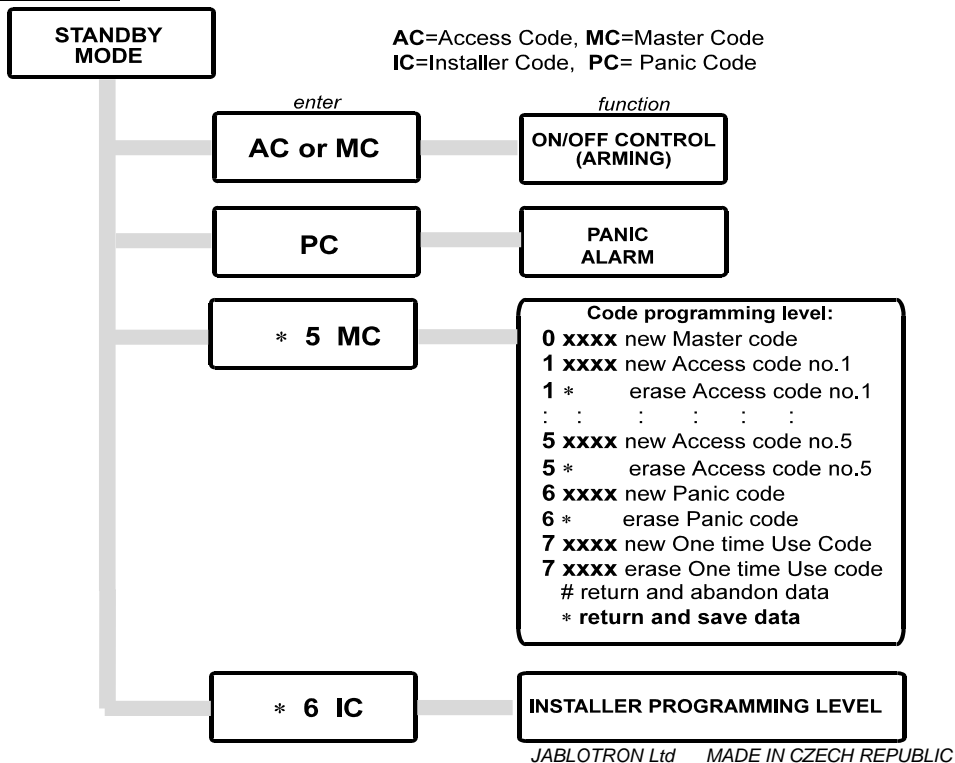 STANDBY
MODE
AC=Access Code, MC=Master Code
IC=Installer Code, PC= Panic Code
enter
function
AC or MC
ON/OFF CONTROL
(ARMING)
PC
PANIC
ALARM
* 5 MC
Code programming level:
0 xxxx new Master code
1 xxxx new Access code no.1
1 * erase Access code no.1
: : : : : :
5 xxxx new Access code no.5
5 * erase Access code no.5
6 xxxx new Panic code
6 * erase Panic code
7 xxxx new One time Use Code
7 xxxx erase One time Use code
# return and abandon data
* return and save data
* 6 IC
INSTALLER PROGRAMMING LEVEL
JABLOTRON Ltd MADE IN CZECH REPUBLIC